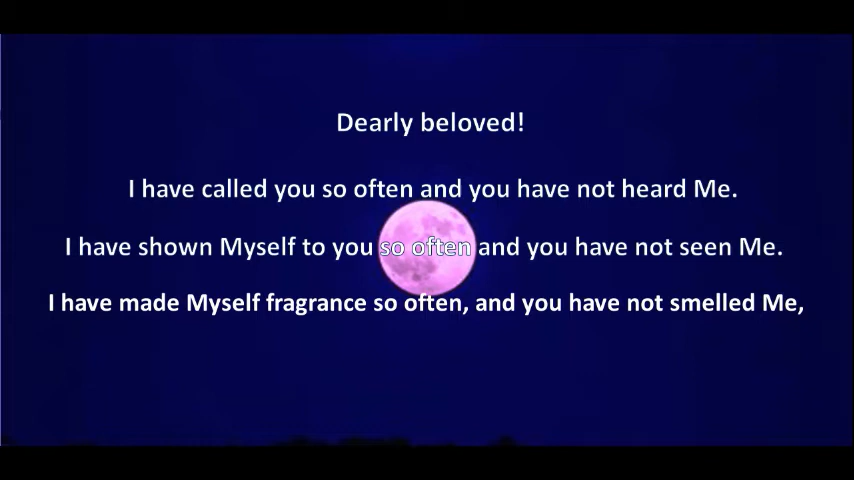 Dearly beloved!
I have called you so often and you have not heard Me.
I have shown Myself to you so often and you have not seen Me.
I have made Myself fragrance so often, and you have not smelled Me,